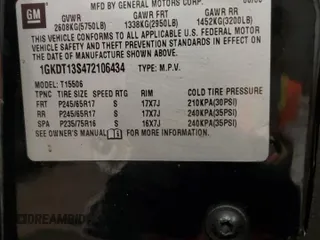 GM
MFD BY GENERAL MOTORS CORP.
GVWR GAWR FRT GAWR RR
2608KG(5750LB) 1338KG(2950LB) 1452KG(3200LB)
THIS VEHICLE CONFORMS TO ALL APPLICABLE U.S. FEDERAL MOTOR
VEHICLE SAFETY AND THEFT PREVENTION STANDARDS IN EFFECT ON
THE DATE OF MANUFACTURE SHOWN ABOVE.
1GKDT13S472106434 TYPE: M.P.V.
MODEL: T15506
TPNC TIRE SIZE SPEED RTG RIM COLD TIRE PRESSURE
FRT P245/65R17 S 17X7J 210KPA(30PSI)
RR P245/65R17 S 17X7J 240KPA(35PSI)
SPA P235/75R16 S 16X7J 240KPA(35PSI)
SEE OWNER'S MANUAL FOR MORE INFORMATION.
©DREAMBID